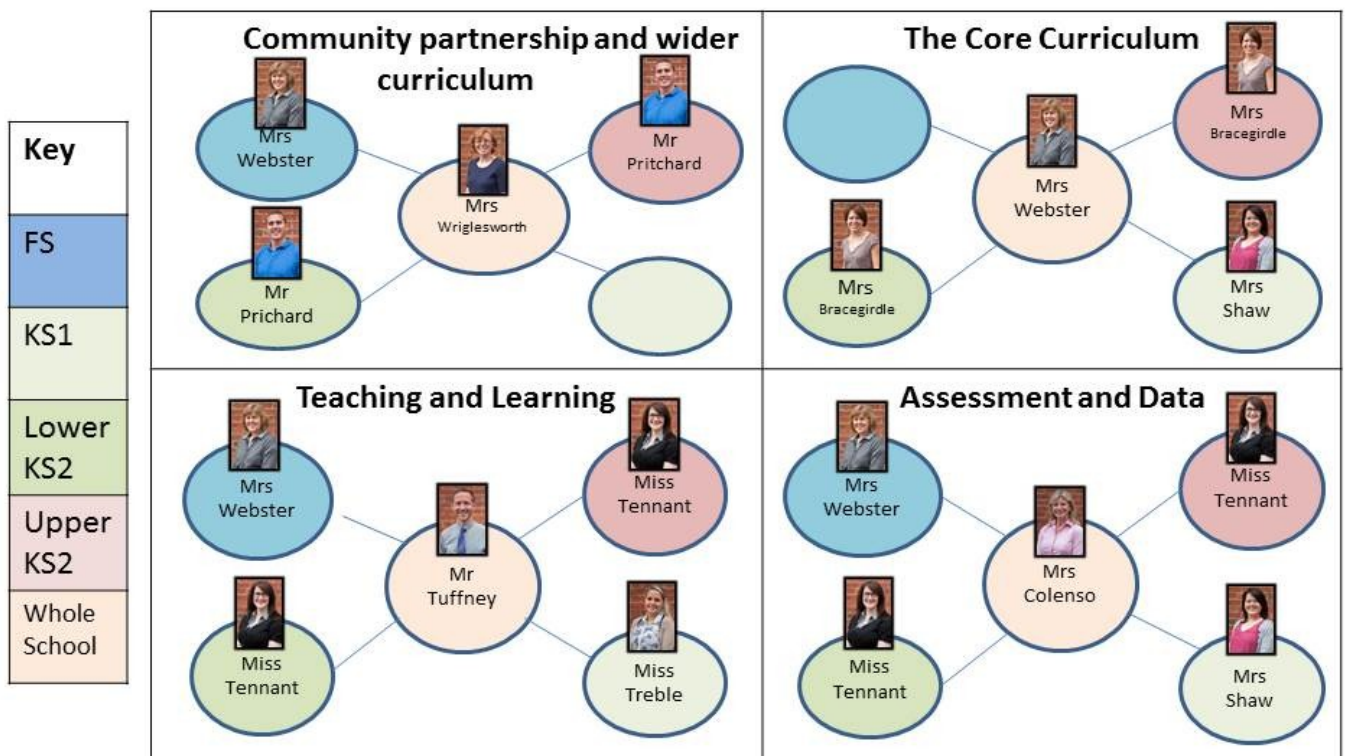 Key
FS
KS1
Lower
KS2
Upper
KS2
Whole
School
Community partnership and wider
curriculum
Mrs
Webster
Mr
Pritchard
Mrs
Wriglesworth
Mr
Prichard
The Core Curriculum
Mrs
Bracegirdle
Mrs
Webster
Mrs
Bracegirdle
Mrs
Shaw
Teaching and Learning
Mrs
Webster
Miss
Tennant
Mr
Tuffney
Miss
Tennant
Miss
Treble
Assessment and Data
Mrs
Webster
Miss
Tennant
Mrs
Colenso
Miss
Tennant
Mrs
Shaw